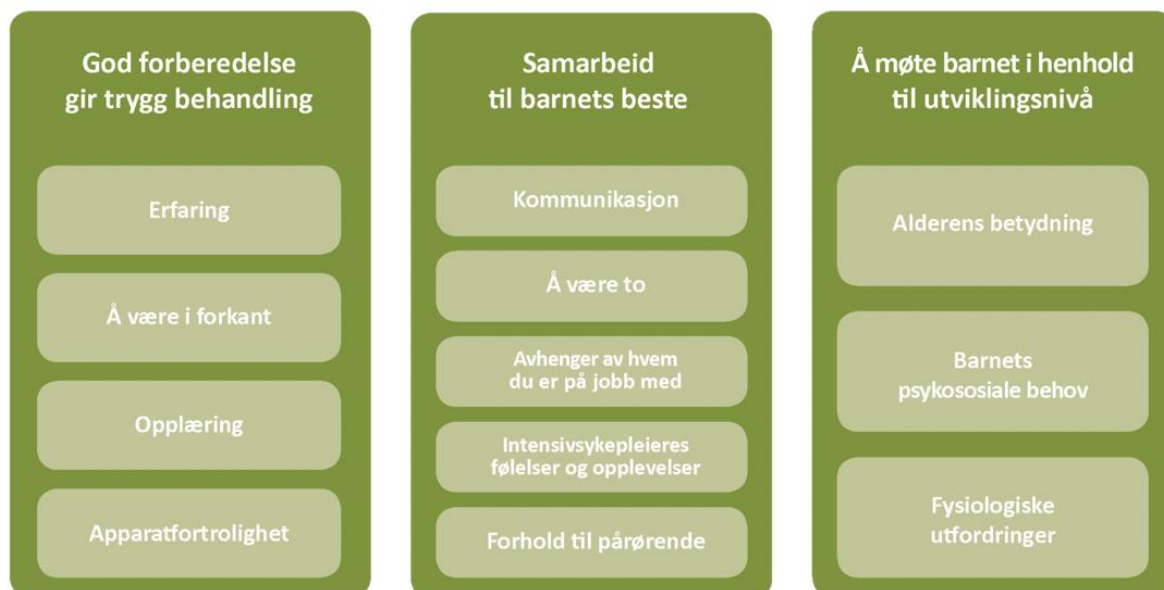 God forberedelse
gir trygg behandling
Erfaring
Å være i forkant
Opplæring
Apparatfortrolighet
Samarbeid
til barnets beste
Kommunikasjon
Å være to
Avhenger av hvem
du er på jobb med
Intensivsykepleieres
følelser og opplevelser
Forhold til pårørende
Å møte barnet i henhold
til utviklingsnivå
Alderens betydning
Barnets
psykososiale behov
Fysiologiske
utfordringer